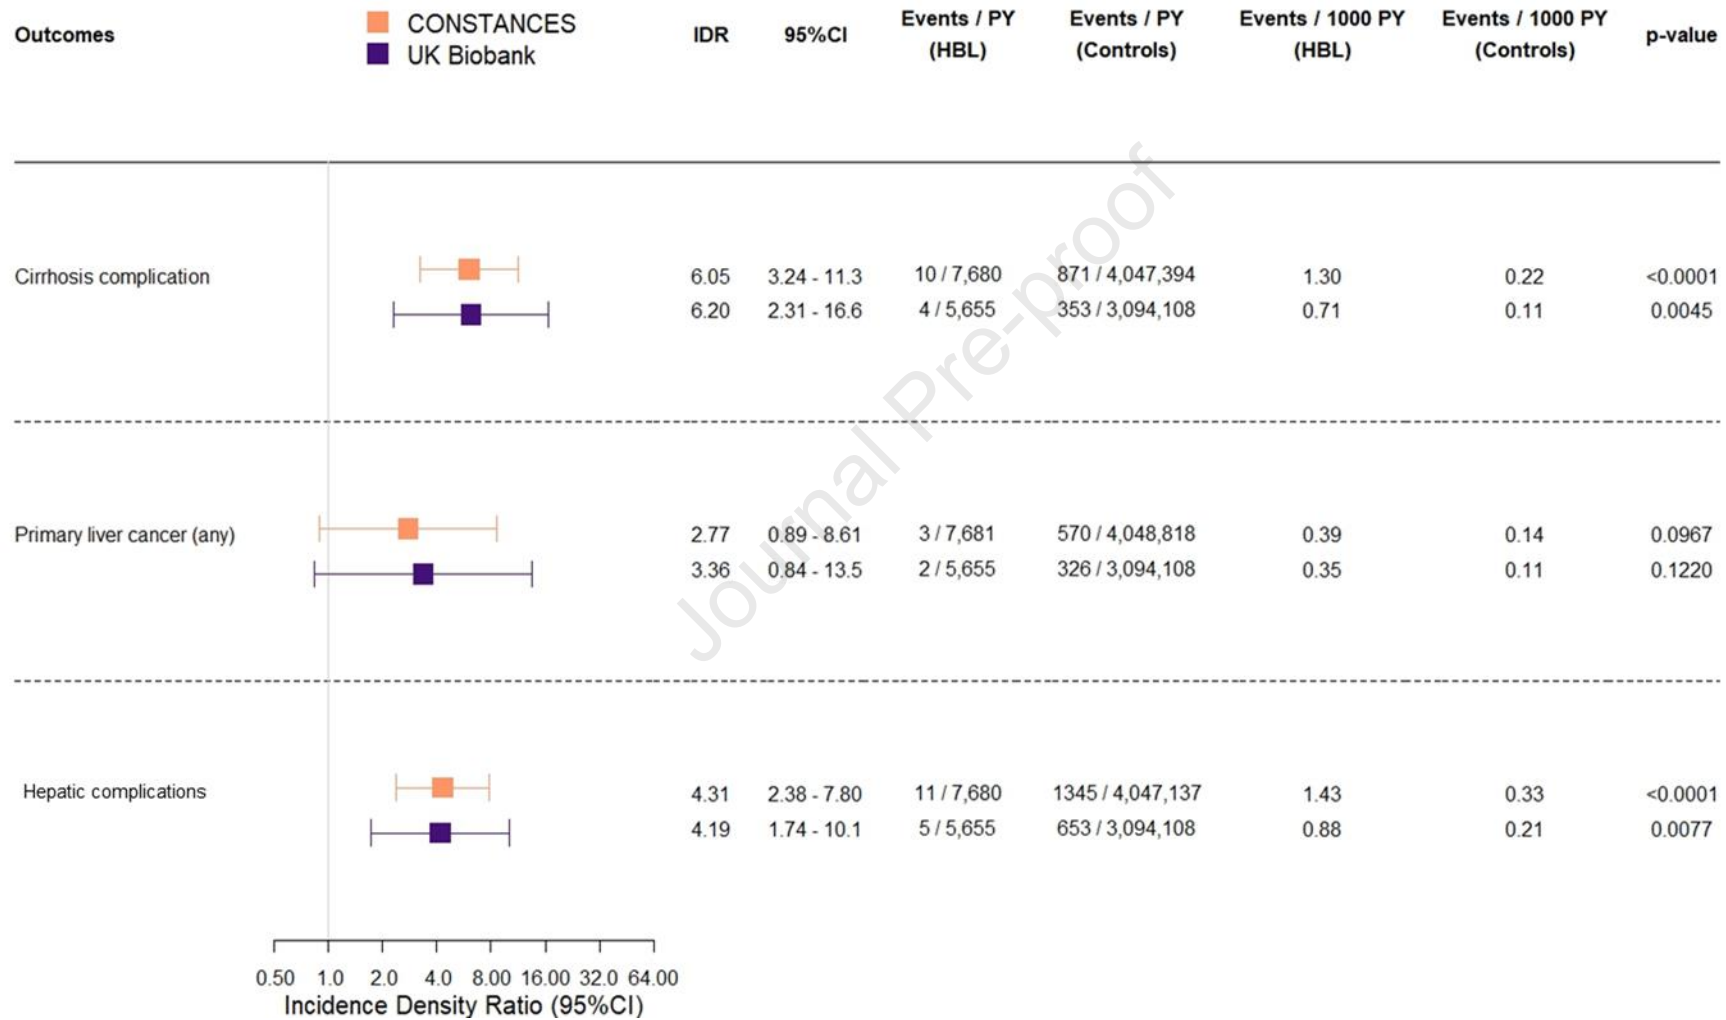 Outcomes CONSTANCES UK Biobank IDR 95%CI Events / PY (HBL) Events / PY (Controls) Events / 1000 PY (HBL) Events / 1000 PY (Controls) p-value
Cirrhosis complication 6.05 3.24 - 11.3 10 / 7,680 871 / 4,047,394 1.30 0.22 <0.0001
6.20 2.31 - 16.6 4 / 5,655 353 / 3,094,108 0.71 0.11 0.0045
Primary liver cancer (any) 2.77 0.89 - 8.61 3 / 7,681 570 / 4,048,818 0.39 0.14 0.0967
3.36 0.84 - 13.5 2 / 5,655 326 / 3,094,108 0.35 0.11 0.1220
Hepatic complications 4.31 2.38 - 7.80 11 / 7,680 1345 / 4,047,137 1.43 0.33 <0.0001
4.19 1.74 - 10.1 5 / 5,655 653 / 3,094,108 0.88 0.21 0.0077
0.50 1.0 2.0 4.0 8.00 16.00 32.0 64.00
Incidence Density Ratio (95%CI)
Journal Pre-proof